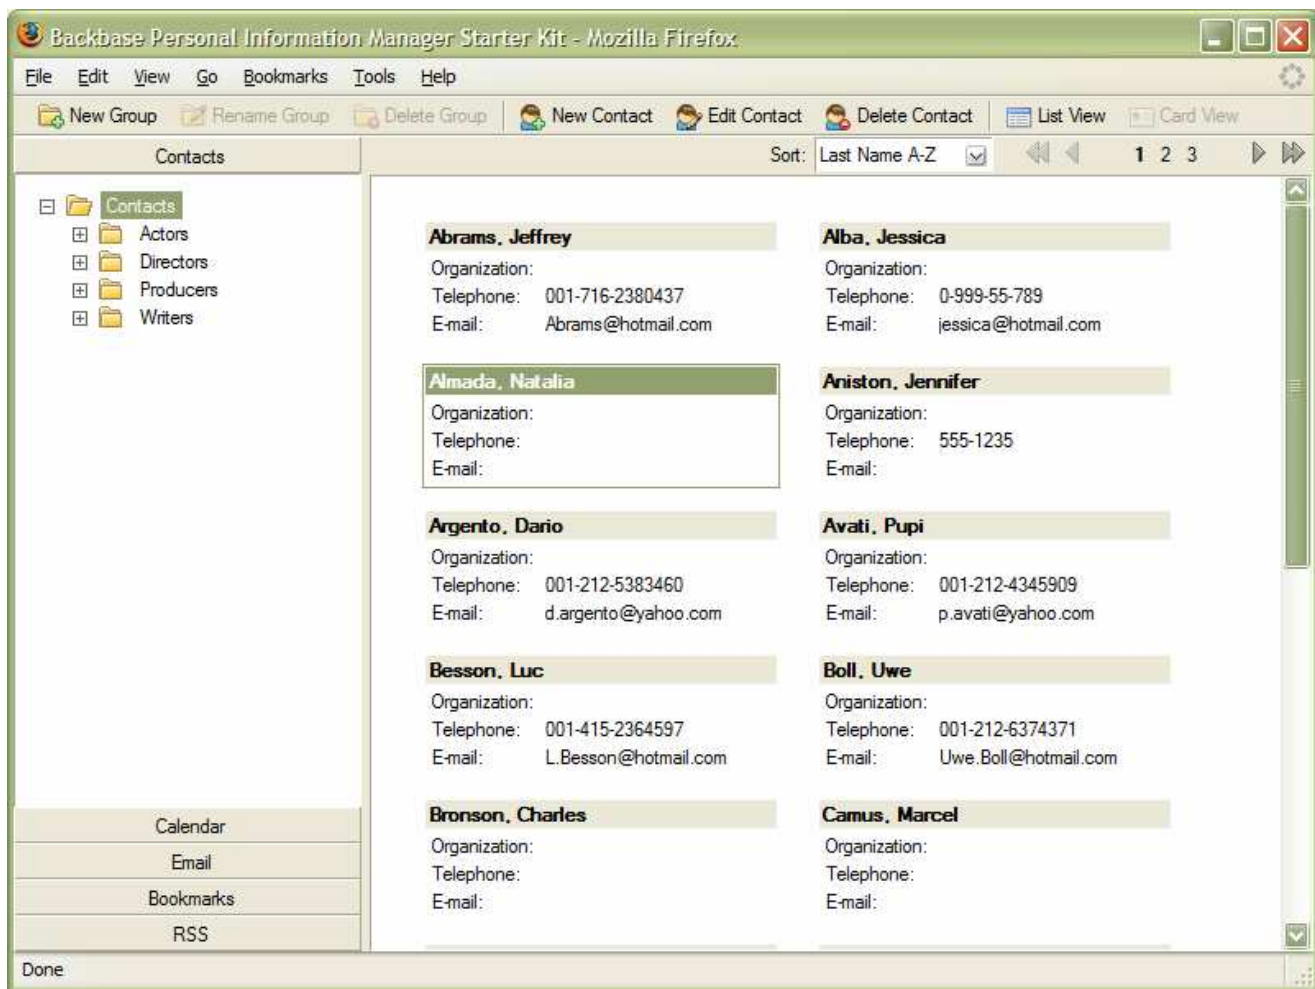 Backbase Personal Information Manager Starter Kit - Mozilla Firefox
File Edit View Go Bookmarks Tools Help
New Group Rename Group Delete Group New Contact Edit Contact Delete Contact List View Card View
Contacts
Sort: Last Name A-Z 1 2 3
Contacts
Actors
Directors
Producers
Writers
Abrams, Jeffrey
Organization:
Telephone: 001-716-2380437
E-mail: Abrams@hotmail.com
Alba, Jessica
Organization:
Telephone: 0-999-55-789
E-mail: jessica@hotmail.com
Almada, Natalia
Organization:
Telephone:
E-mail:
Aniston, Jennifer
Organization:
Telephone: 555-1235
E-mail:
Argento, Dario
Organization:
Telephone: 001-212-5383460
E-mail: d.argento@yahoo.com
Avati, Pupi
Organization:
Telephone: 001-212-4345909
E-mail: p.avati@yahoo.com
Besson, Luc
Organization:
Telephone: 001-415-2364597
E-mail: L.Besson@hotmail.com
Boll, Uwe
Organization:
Telephone: 001-212-6374371
E-mail: Uwe.Boll@hotmail.com
Bronson, Charles
Organization:
Telephone:
E-mail:
Camus, Marcel
Organization:
Telephone:
E-mail:
Calendar
Email
Bookmarks
RSS
Done